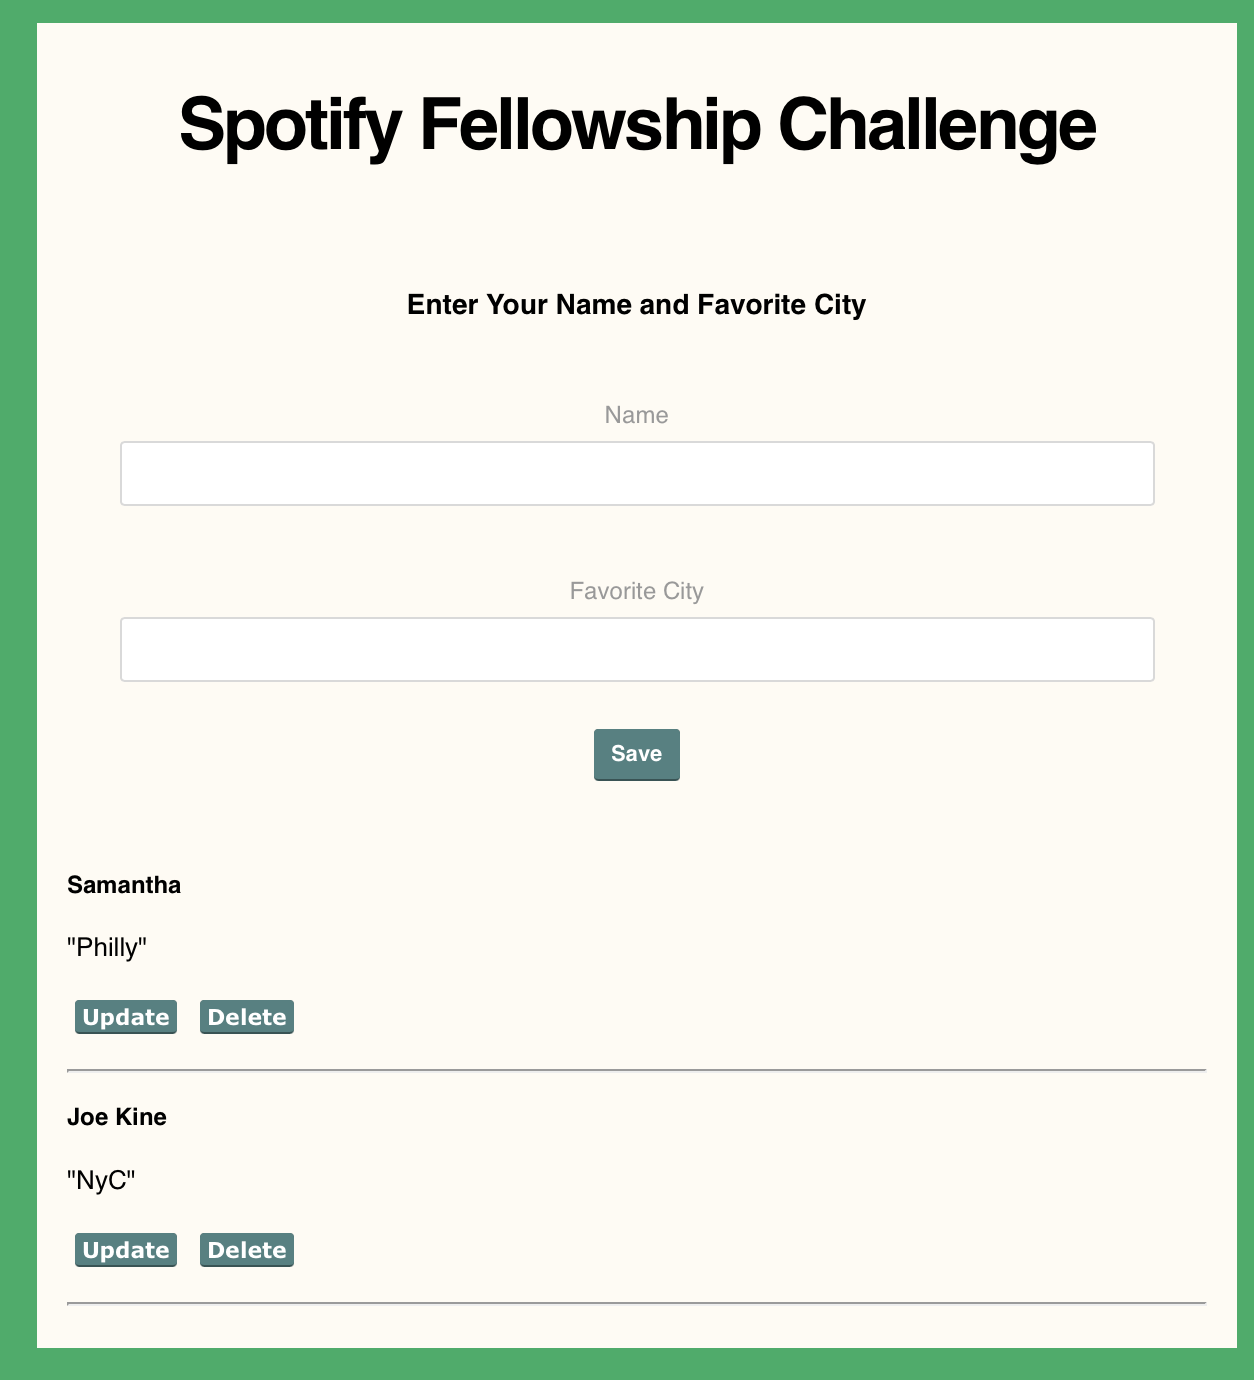 Spotify Fellowship Challenge
Enter Your Name and Favorite City
Name
Favorite City
Save
Samantha
"Philly"
Update Delete
Joe Kine
"NyC"
Update Delete